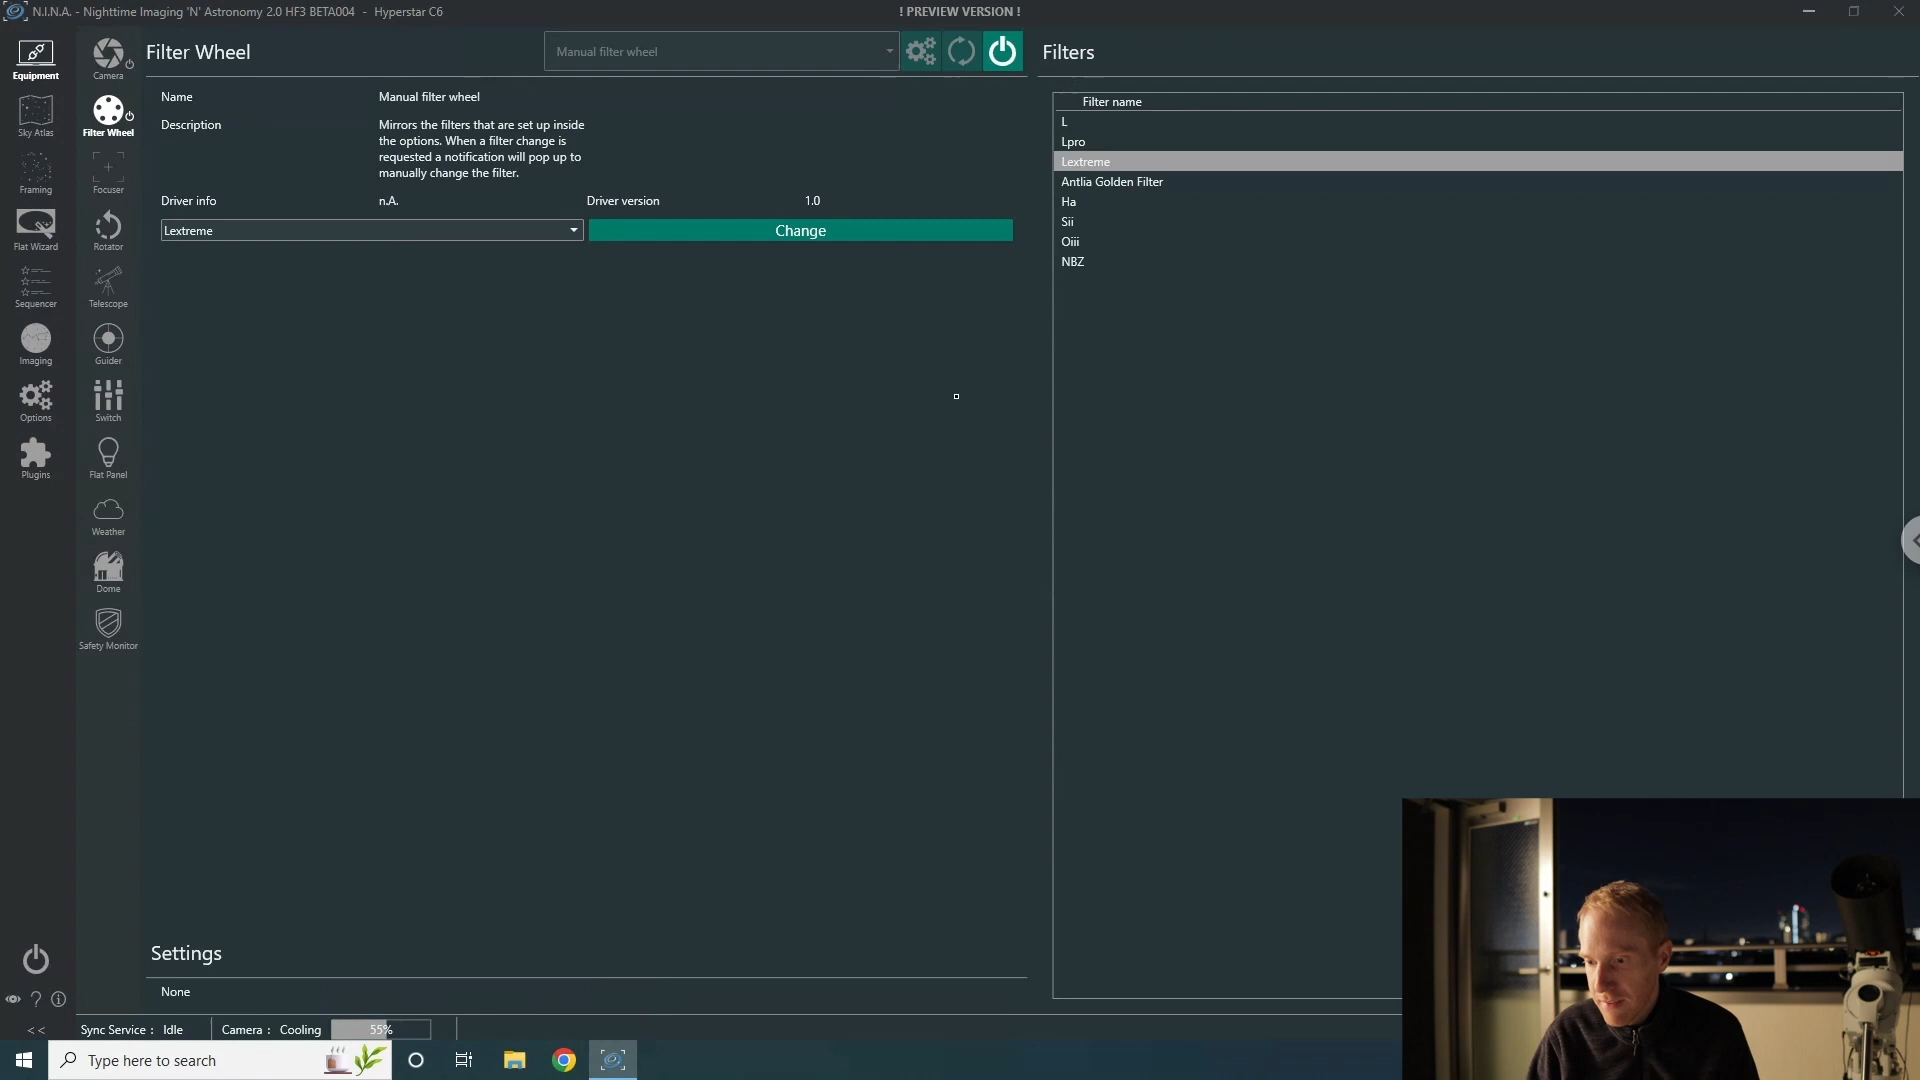 N.I.N.A. - Nighttime Imaging 'N' Astronomy 2.0 HF3 BETA004 - Hyperstar C6
! PREVIEW VERSION !
Equipment
Sky Atlas
Framing
Flat Wizard
Sequencer
Imaging
Options
Plugins
<<
Camera
Filter Wheel
Focuser
Rotator
Telescope
Guider
Switch
Flat Panel
Weather
Dome
Safety Monitor
Filter Wheel
Manual filter wheel
Name Manual filter wheel
Description Mirrors the filters that are set up inside
the options. When a filter change is
requested a notification will pop up to
manually change the filter.
Driver info n.A. Driver version 1.0
Lextreme Change
Settings
None
Filters
Filter name
L
Lpro
Lextreme
Antlia Golden Filter
Ha
Sii
Oiii
NBZ
Sync Service : Idle Camera : Cooling 55%
Type here to search